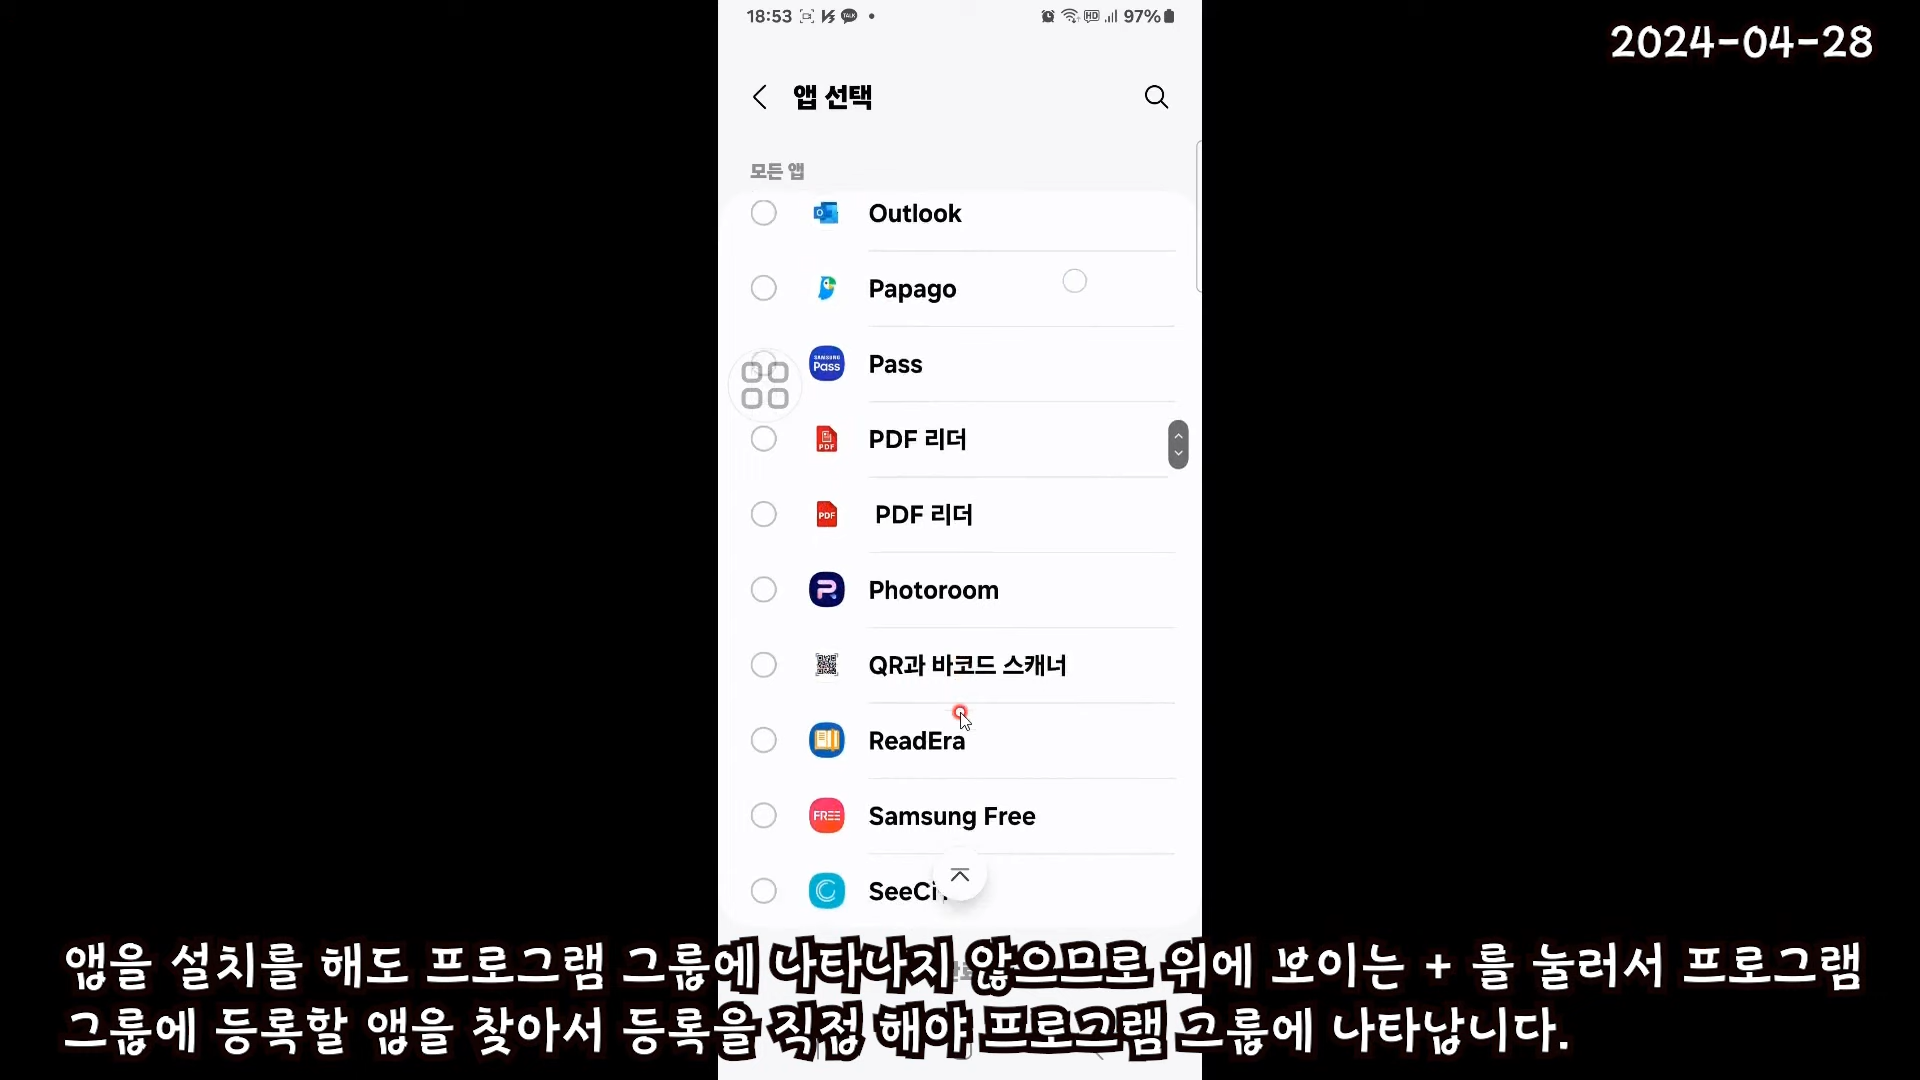 18:53
97%
2024-04-28
앱 선택
모든 앱
Outlook
Papago
SAMSUNG Pass
Pass
PDF
PDF 리더
PDF
PDF 리더
Photoroom
QR과 바코드 스캐너
ReadEra
FREE
Samsung Free
앱을 설치를 해도 프로그램 그룹에 나타나지 않으므로 위에 보이는 + 를 눌러서 프로그램
그룹에 등록할 앱을 찾아서 등록을 직접 해야 프로그램 그룹에 나타납니다.